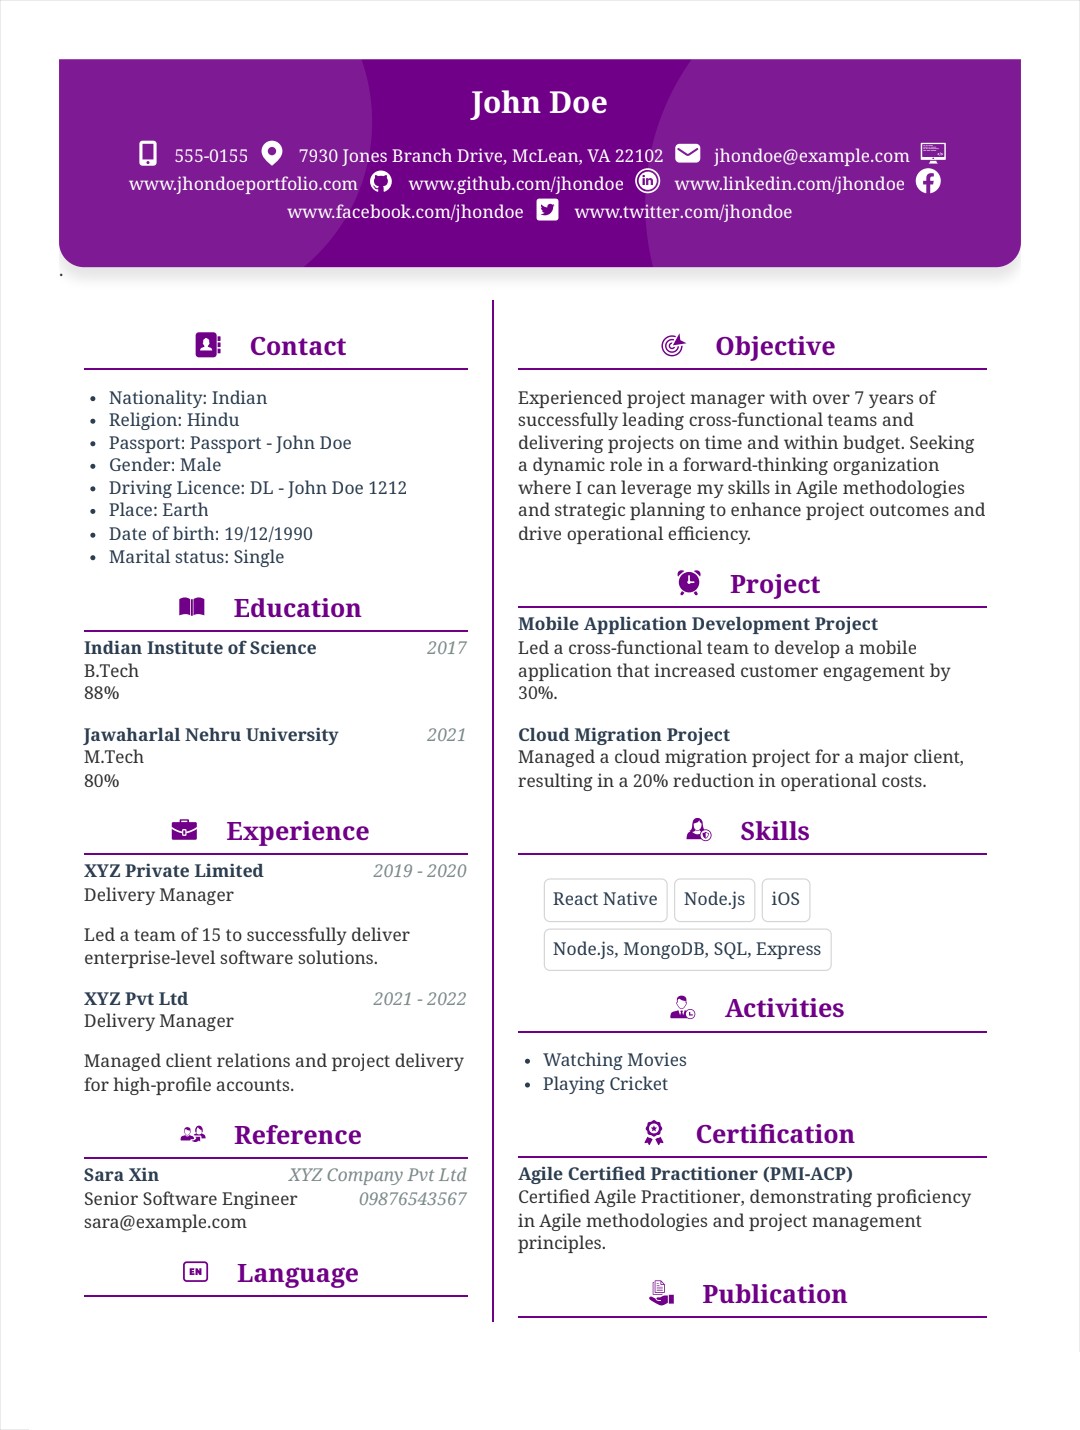 John Doe
555-0155 7930 Jones Branch Drive, McLean, VA 22102 jhondoe@example.com
www.jhondoeportfolio.com www.github.com/jhondoe www.linkedin.com/jhondoe
www.facebook.com/jhondoe www.twitter.com/jhondoe
.
Contact
• Nationality: Indian
• Religion: Hindu
• Passport: Passport - John Doe
• Gender: Male
• Driving Licence: DL - John Doe 1212
• Place: Earth
• Date of birth: 19/12/1990
• Marital status: Single
Education
Indian Institute of Science 2017
B.Tech
88%
Jawaharlal Nehru University 2021
M.Tech
80%
Experience
XYZ Private Limited 2019 - 2020
Delivery Manager
Led a team of 15 to successfully deliver
enterprise-level software solutions.
XYZ Pvt Ltd 2021 - 2022
Delivery Manager
Managed client relations and project delivery
for high-profile accounts.
Reference
Sara Xin XYZ Company Pvt Ltd
Senior Software Engineer 09876543567
sara@example.com
EN Language
Objective
Experienced project manager with over 7 years of
successfully leading cross-functional teams and
delivering projects on time and within budget. Seeking
a dynamic role in a forward-thinking organization
where I can leverage my skills in Agile methodologies
and strategic planning to enhance project outcomes and
drive operational efficiency.
Project
Mobile Application Development Project
Led a cross-functional team to develop a mobile
application that increased customer engagement by
30%.
Cloud Migration Project
Managed a cloud migration project for a major client,
resulting in a 20% reduction in operational costs.
Skills
React Native Node.js iOS
Node.js, MongoDB, SQL, Express
Activities
• Watching Movies
• Playing Cricket
Certification
Agile Certified Practitioner (PMI-ACP)
Certified Agile Practitioner, demonstrating proficiency
in Agile methodologies and project management
principles.
Publication